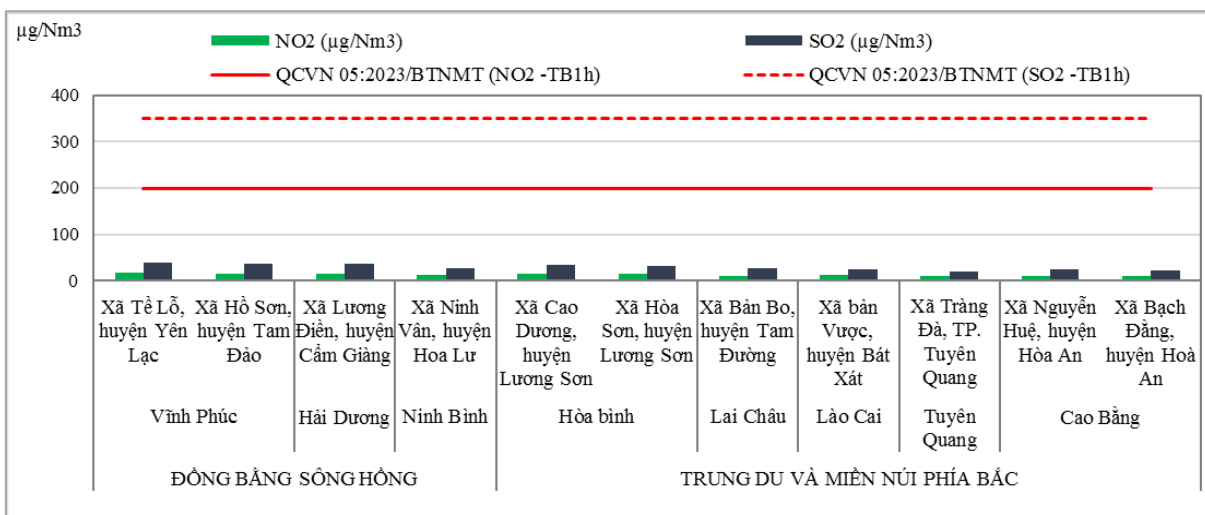 µg/Nm3
NO2 (µg/Nm3)
SO2 (µg/Nm3)
QCVN 05:2023/BTNMT (NO2 -TB1h)
QCVN 05:2023/BTNMT (SO2 -TB1h)
400
300
200
100
0
Xã Tề Lỗ,
huyện Yên
Lạc
Xã Hồ Sơn,
huyện Tam
Đảo
Xã Lương
Điền, huyện
Cẩm Giàng
Xã Ninh
Vân, huyện
Hoa Lư
Xã Cao
Dương,
huyện
Lương Sơn
Xã Hòa
Sơn, huyện
Lương Sơn
Xã Bản Bo,
huyện Tam
Đường
Xã bản
Vược,
huyện Bát
Xát
Xã Tràng
Đà, TP.
Tuyên
Quang
Xã Nguyễn
Huệ, huyện
Hòa An
Xã Bạch
Đằng,
huyện Hoà
An
Vĩnh Phúc
Hải Dương
Ninh Bình
Hòa bình
Lai Châu
Lào Cai
Tuyên
Quang
Cao Bằng
ĐỒNG BẰNG SÔNG HỒNG
TRUNG DU VÀ MIỀN NÚI PHÍA BẮC